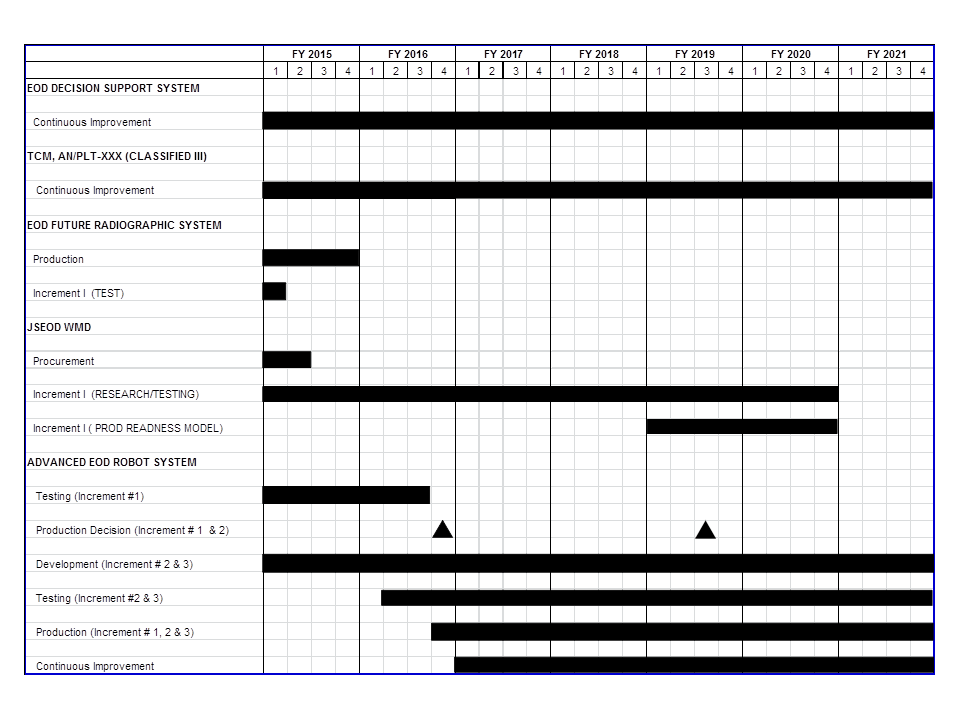 FY 2015 FY 2016 FY 2017 FY 2018 FY 2019 FY 2020 FY 2021
1 2 3 4 1 2 3 4 1 2 3 4 1 2 3 4 1 2 3 4 1 2 3 4 1 2 3 4
EOD DECISION SUPPORT SYSTEM
Continuous Improvement
TCM, AN/PLT-XXX (CLASSIFIED III)
Continuous Improvement
EOD FUTURE RADIOGRAPHIC SYSTEM
Production
Increment I (TEST)
JSEOD WMD
Procurement
Increment I (RESEARCH/TESTING)
Increment I ( PROD READNESS MODEL)
ADVANCED EOD ROBOT SYSTEM
Testing (Increment #1)
Production Decision (Increment # 1 & 2)
Development (Increment # 2 & 3)
Testing (Increment #2 & 3)
Production (Increment # 1, 2 & 3)
Continuous Improvement